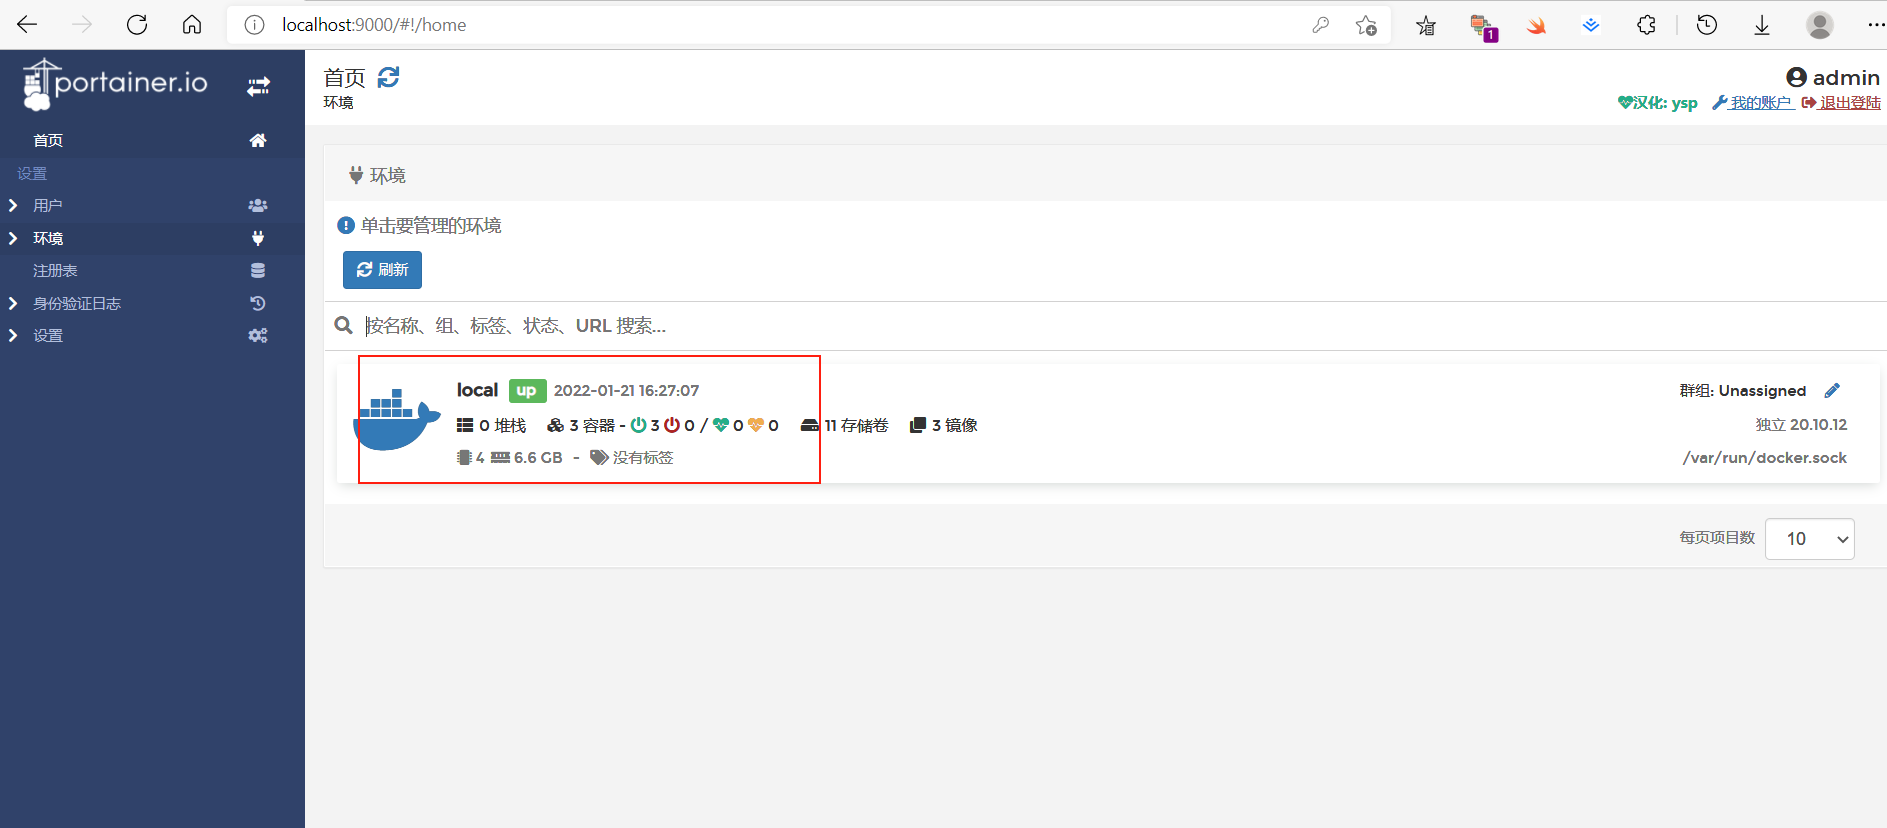 localhost:9000/#!/home
1
portainer.io
首页
设置
用户
环境
注册表
身份验证日志
设置
首页
环境
admin
汉化: ysp 我的账户 退出登陆
环境
单击要管理的环境
刷新
按名称、组、标签、状态、URL 搜索...
local up 2022-01-21 16:27:07
群组: Unassigned
0 堆栈 3 容器 - 3 0 / 0 0 11 存储卷 3 镜像
独立 20.10.12
4 6.6 GB - 没有标签
/var/run/docker.sock
每页项目数 10